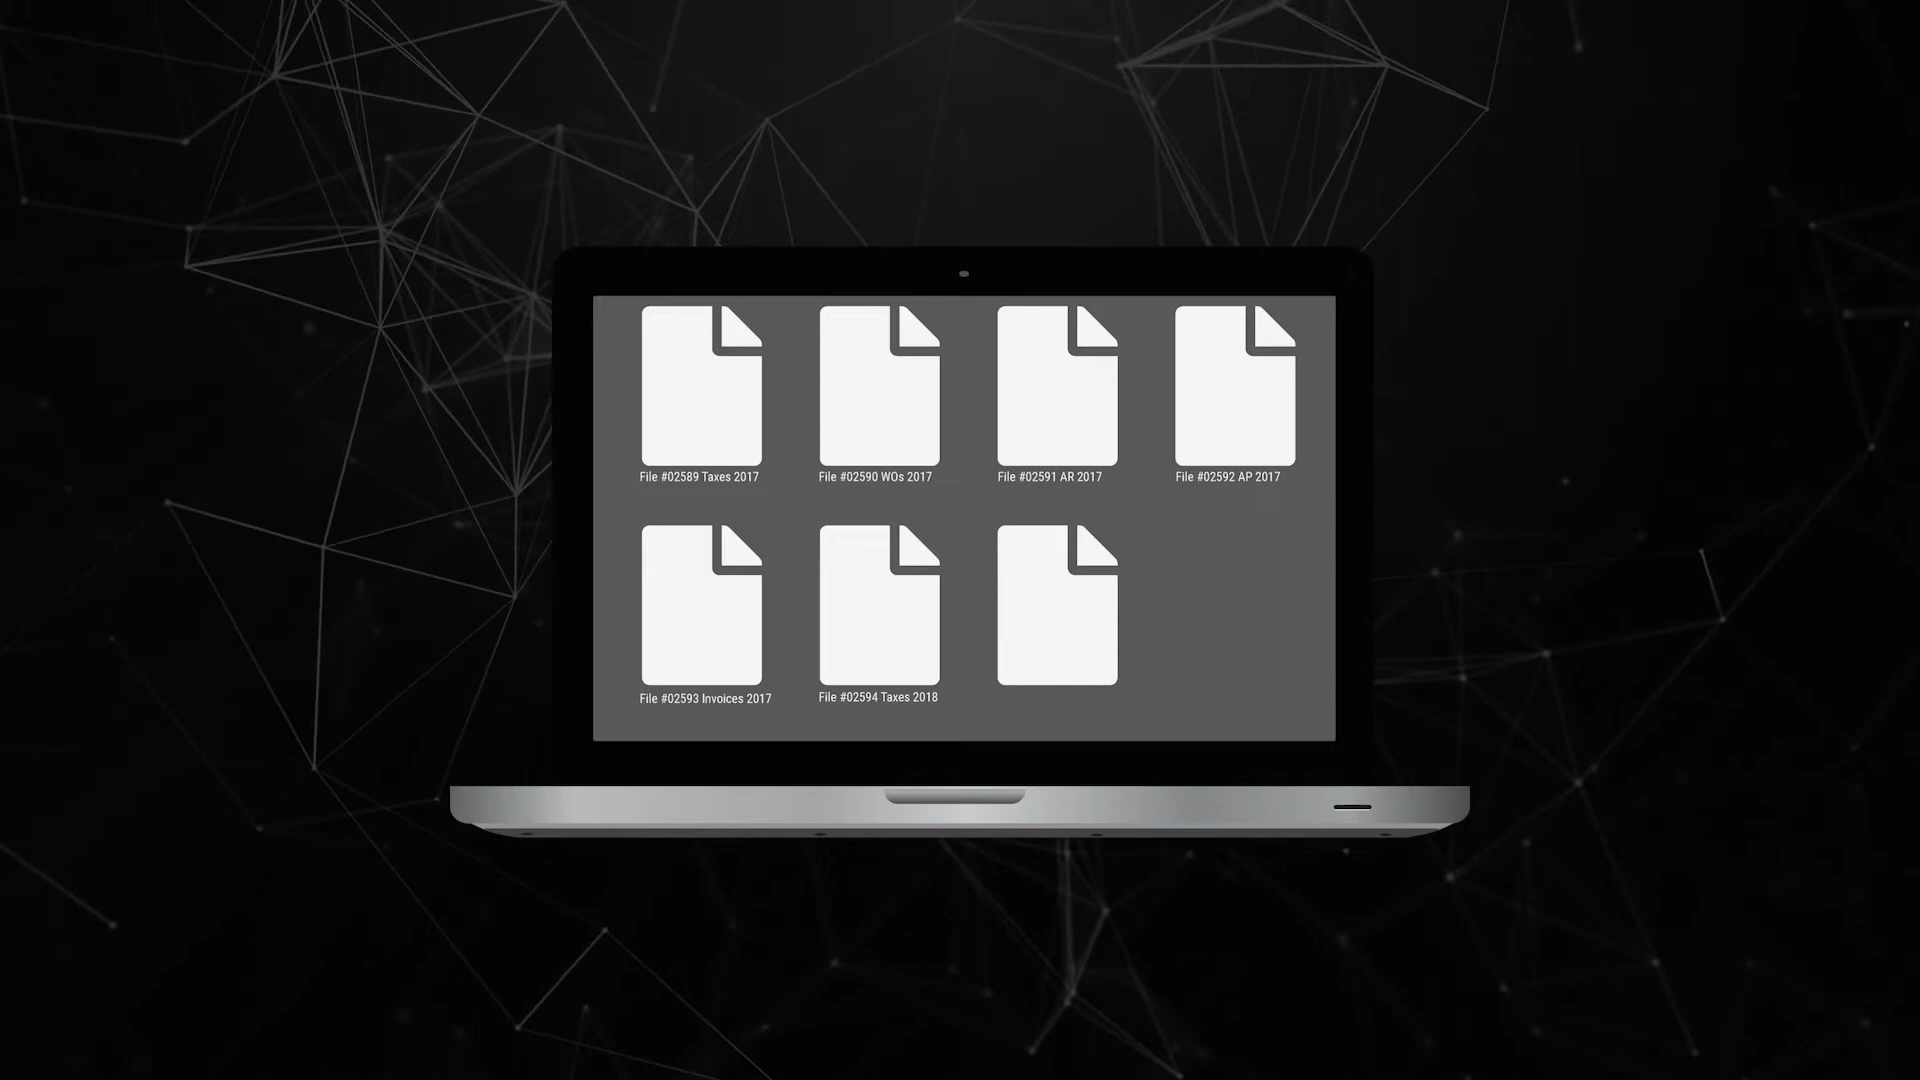 File #02589 Taxes 2017
File #02590 WOs 2017
File #02591 AR 2017
File #02592 AP 2017
File #02593 Invoices 2017
File #02594 Taxes 2018